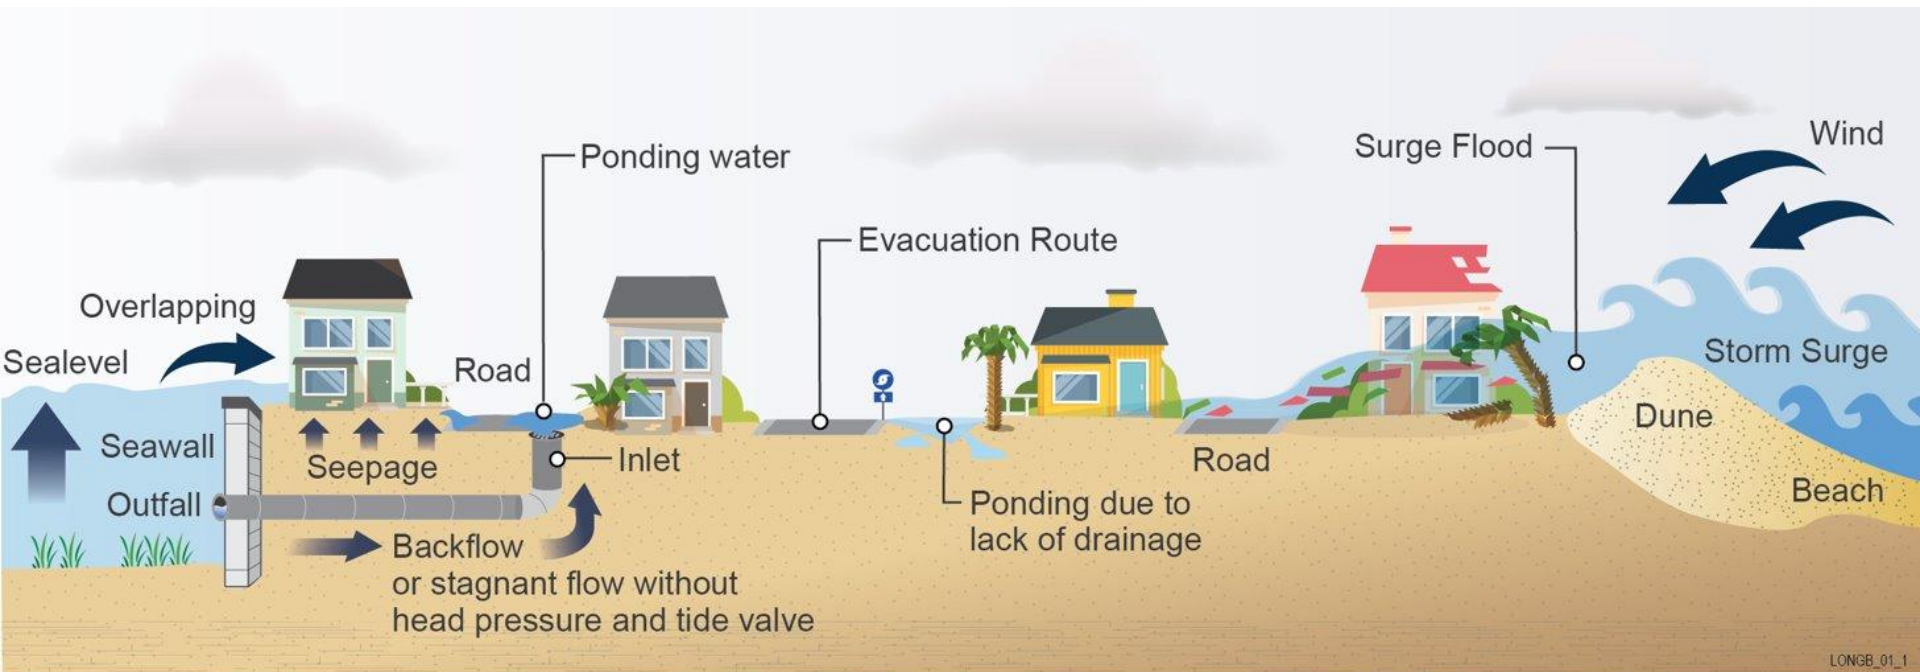 Wind
Surge Flood
Ponding water
Evacuation Route
Overlapping
Sealevel
Road
Storm Surge
Dune
Seawall
Seepage
Inlet
Road
Outfall
Beach
Ponding due to
lack of drainage
Backflow
or stagnant flow without
head pressure and tide valve
LONGB_01_1